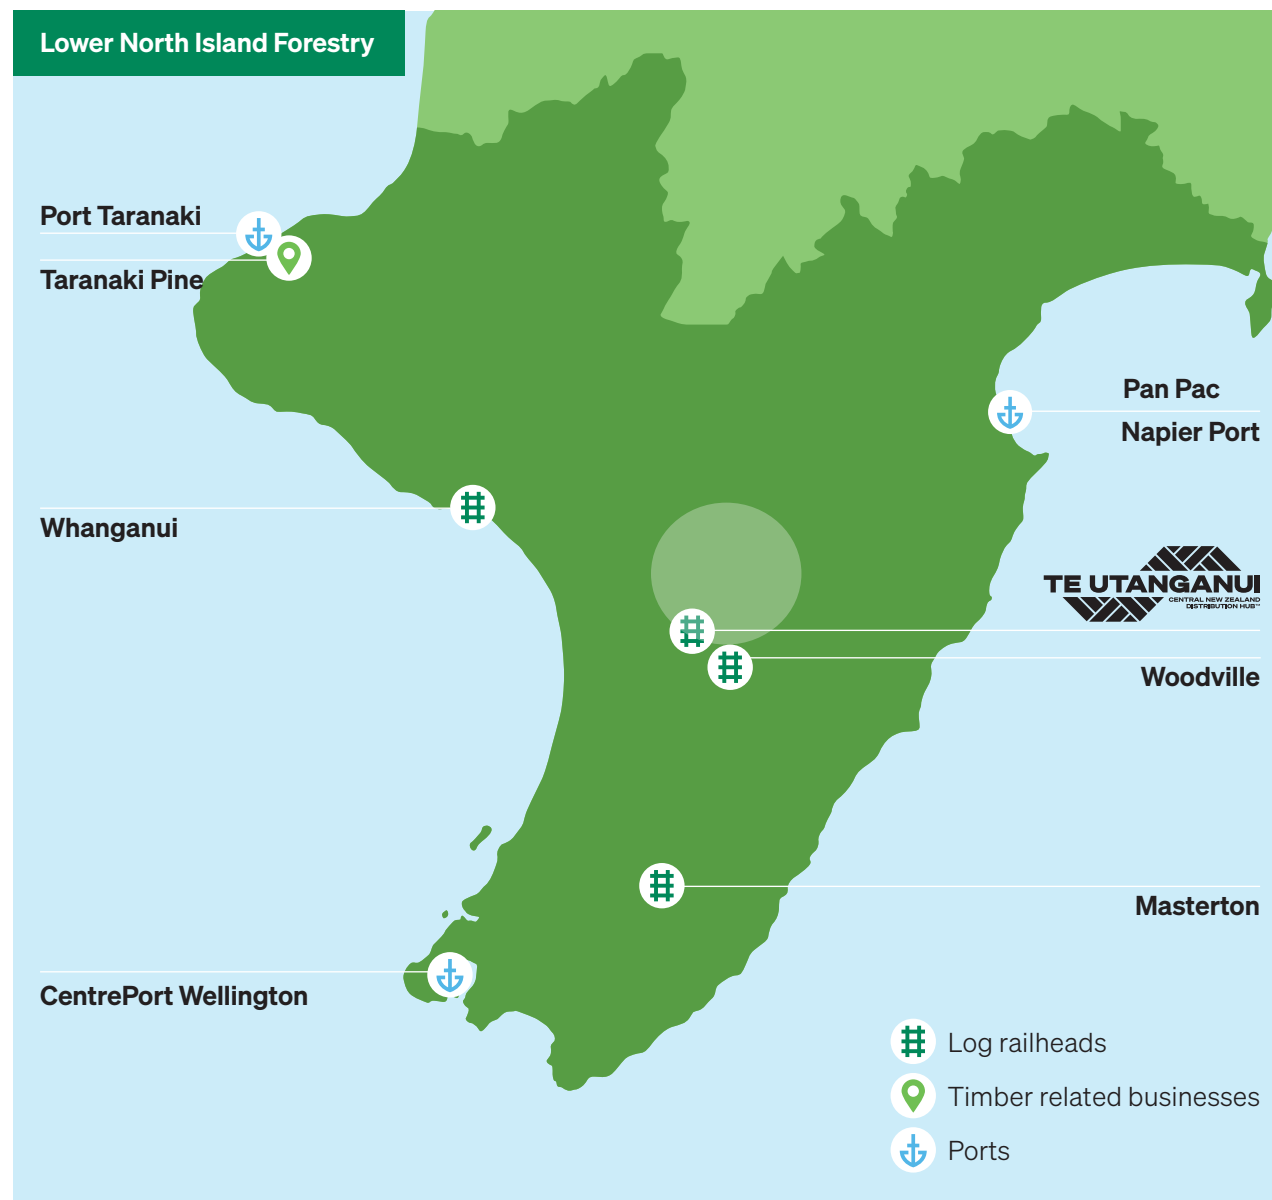 Lower North Island Forestry
Port Taranaki
Taranaki Pine
Pan Pac
Napier Port
Whanganui
TE UTANGANUI
CENTRAL NEW ZEALAND
DISTRIBUTION HUB™
Woodville
Masterton
CentrePort Wellington
Log railheads
Timber related businesses
Ports